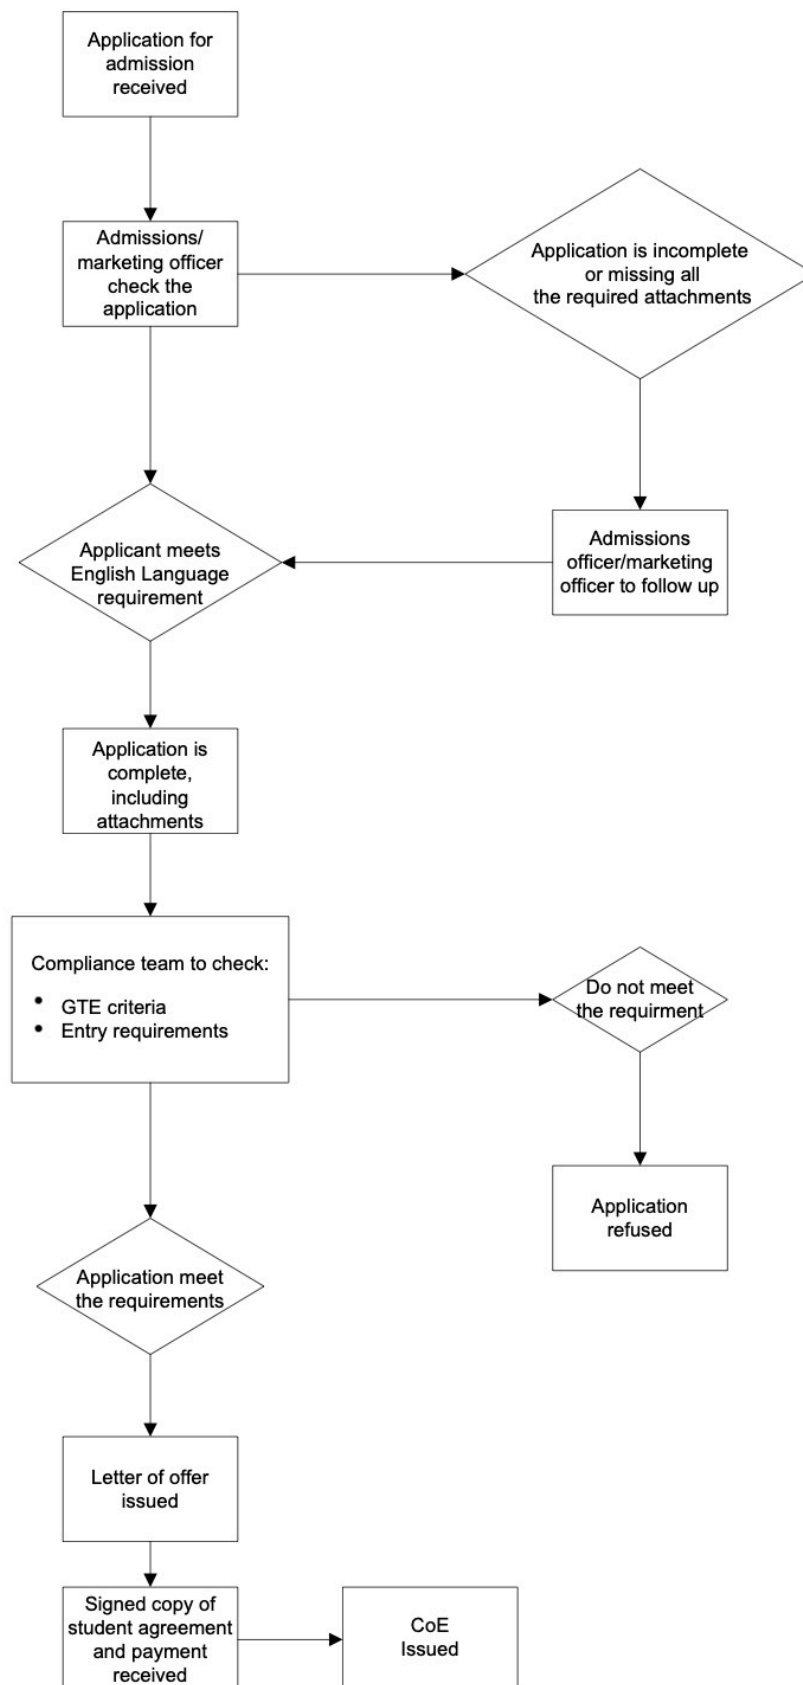 Application for
admission
received
Admissions/
marketing officer
check the
application
Application is incomplete
or missing all
the required attachments
Applicant meets
English Language
requirement
Admissions
officer/marketing
officer to follow up
Application is
complete,
including
attachments
Compliance team to check:
• GTE criteria
• Entry requirements
Do not meet
the requirment
Application
refused
Application meet
the requirements
Letter of offer
issued
Signed copy of
student agreement
and payment
received
CoE
Issued